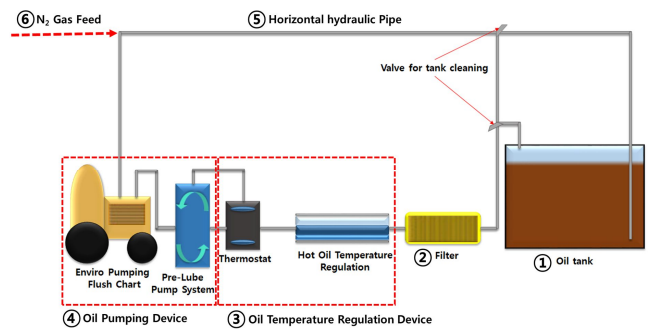 ⑥ N₂ Gas Feed
⑤ Horizontal hydraulic Pipe
Valve for tank cleaning
Enviro Pumping
Flush Chart
Pre-Lube
Pump System
Thermostat
Hot Oil Temperature
Regulation
② Filter
① Oil tank
④ Oil Pumping Device
③ Oil Temperature Regulation Device